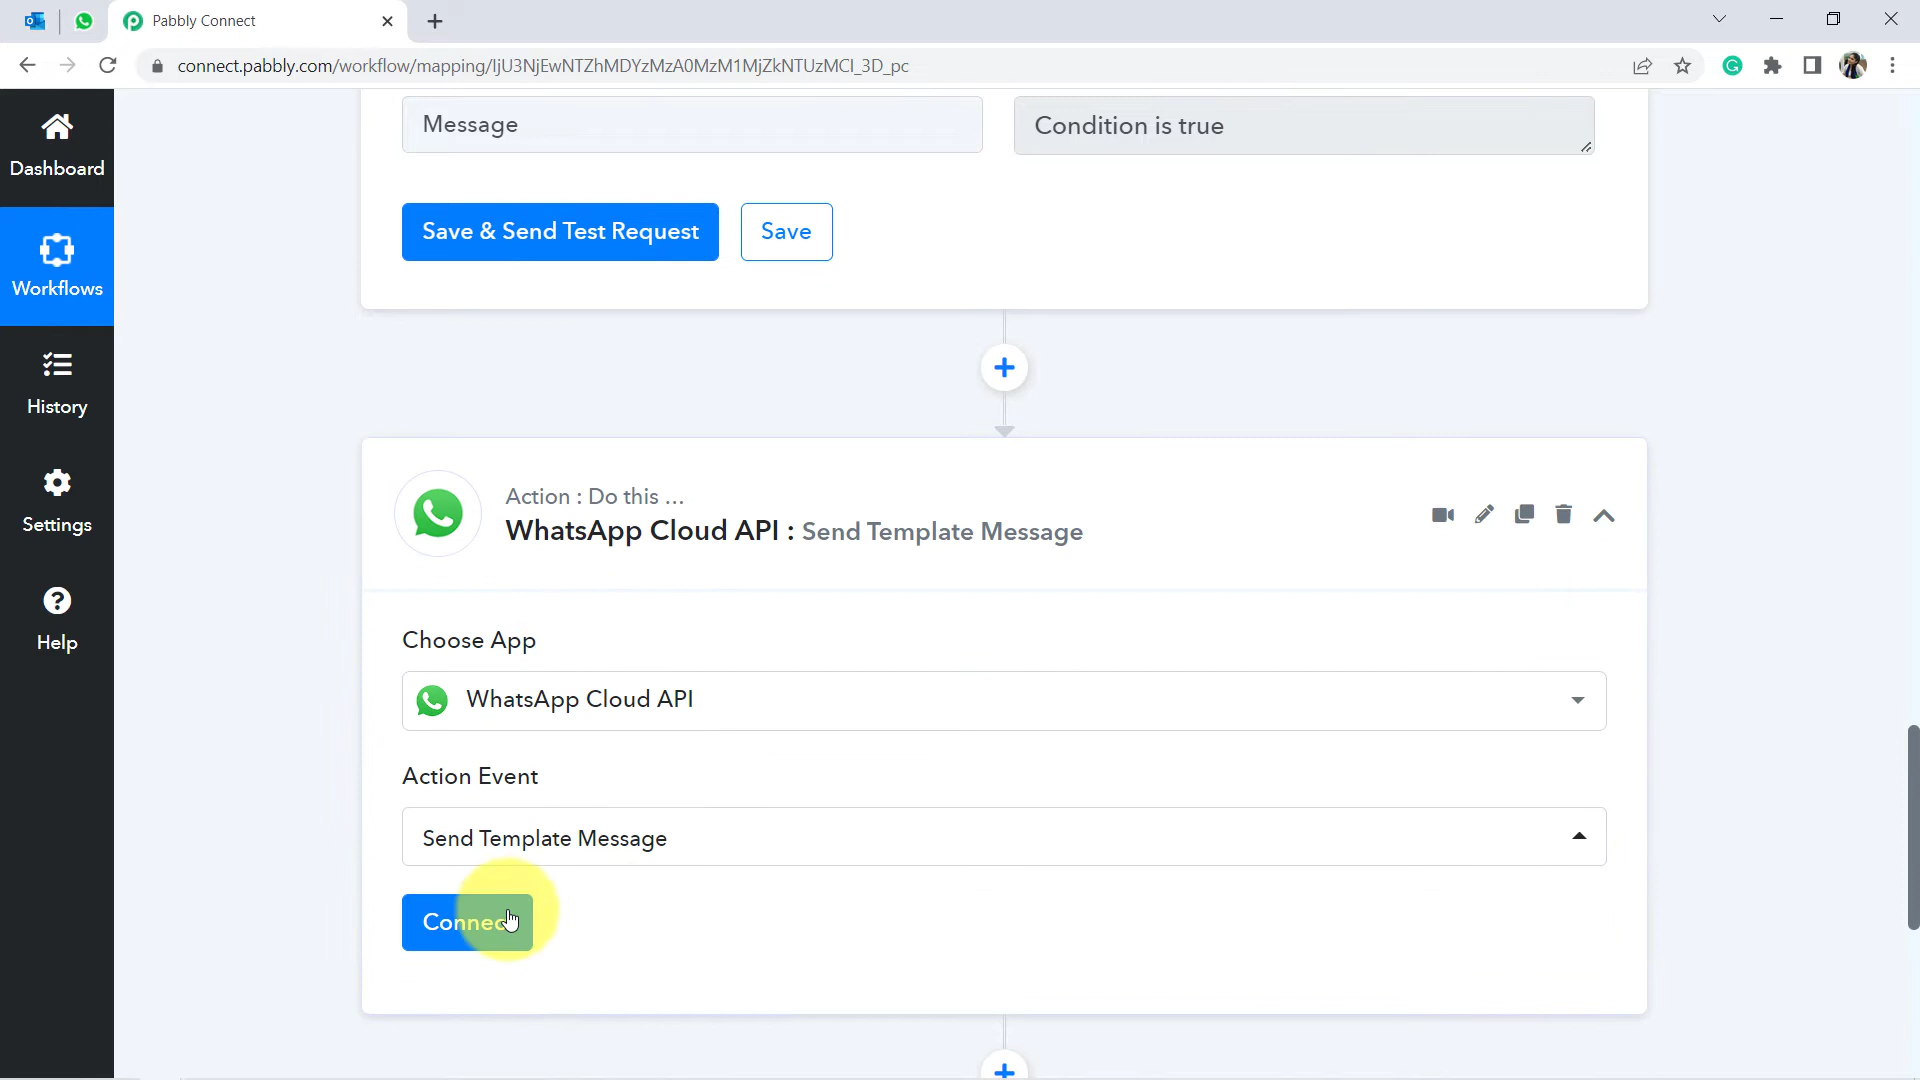 Pabbly Connect
connect.pabbly.com/workflow/mapping/IjU3NjEwNTZhMDYzMzA0MzM1MjZkNTUzMCI_3D_pc
Dashboard
Workflows
History
Settings
Help
Message
Condition is true
Save & Send Test Request
Save
Action : Do this ...
WhatsApp Cloud API : Send Template Message
Choose App
WhatsApp Cloud API
Action Event
Send Template Message
Connect